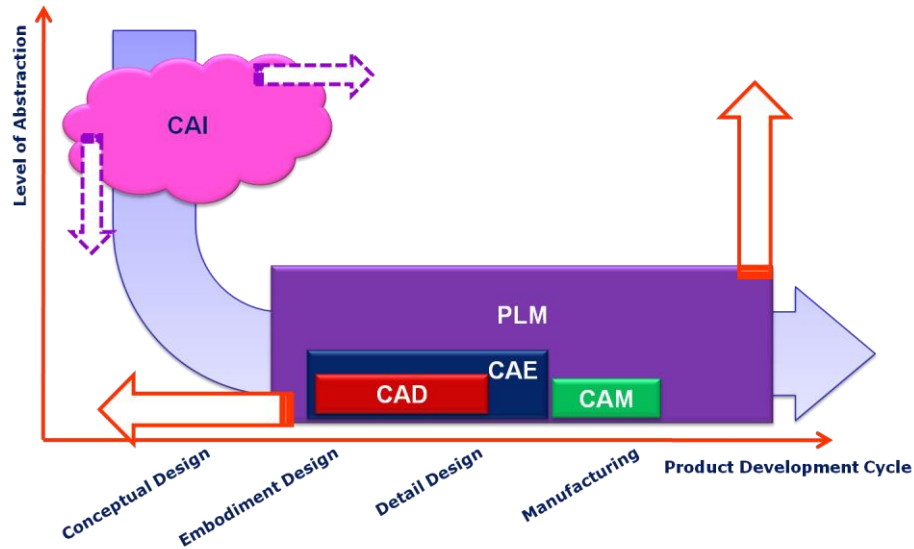 Level of Abstraction
CAI
PLM
CAE
CAD
CAM
Conceptual Design
Embodiment Design
Detail Design
Manufacturing
Product Development Cycle